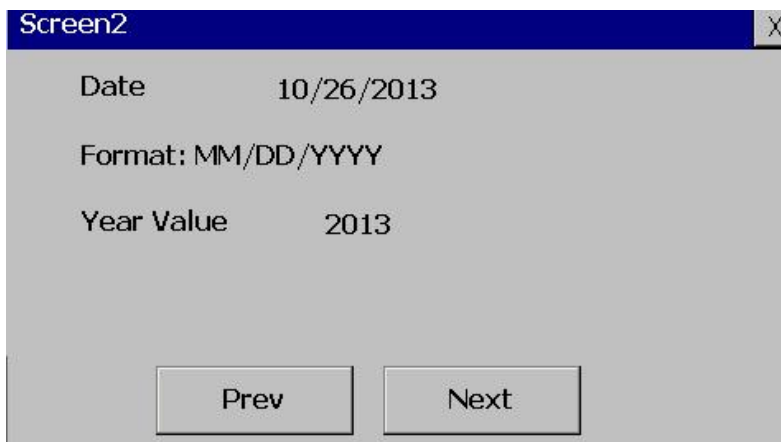 Screen2 X
Date 10/26/2013
Format: MM/DD/YYYY
Year Value 2013
Prev Next